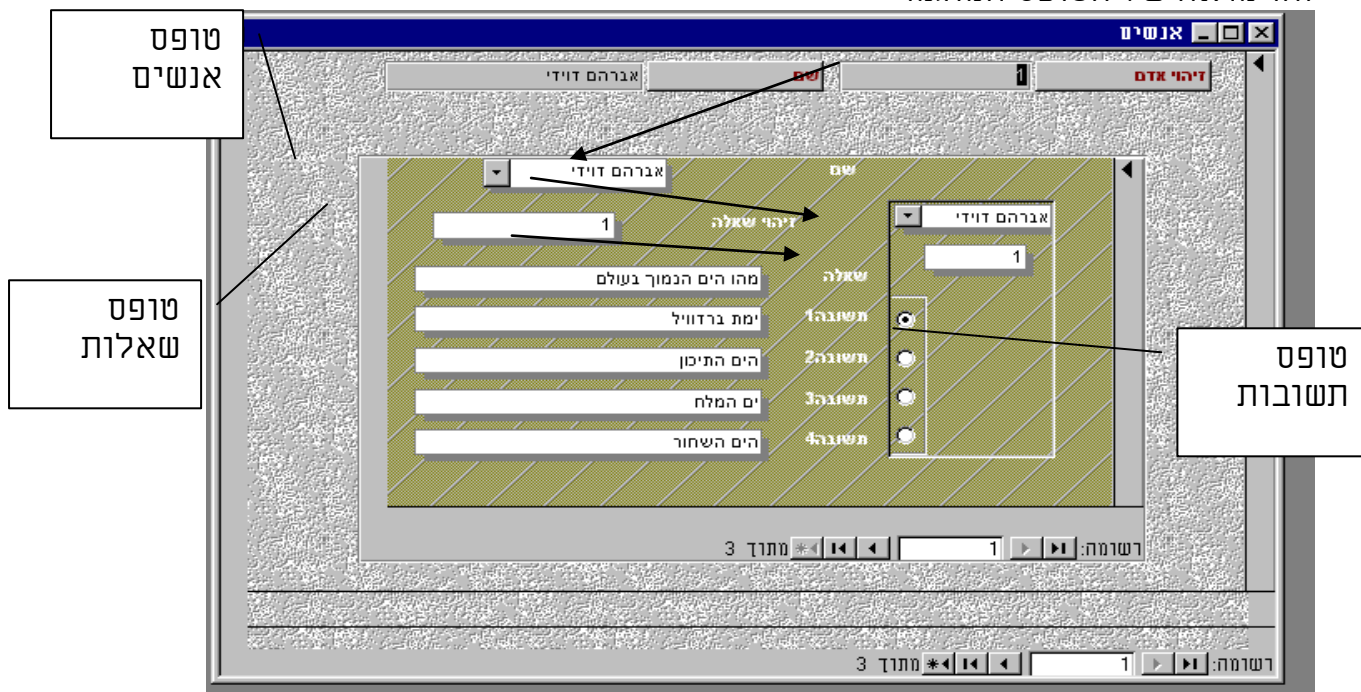 טופס
אנשים
אנשים
זיהוי אדם 1 שם אברהם דוידי
שם אברהם דוידי
אברהם דוידי
זיהוי שאלה 1
1
שאלה מהו הים הנמוך בעולם
תשובה1 ימת ברדוויל
תשובה2 הים התיכון
תשובה3 ים המלח
תשובה4 הים השחור
טופס
שאלות
טופס
תשובות
רשומה: 1 מתוך 3
רשומה: 1 מתוך 3